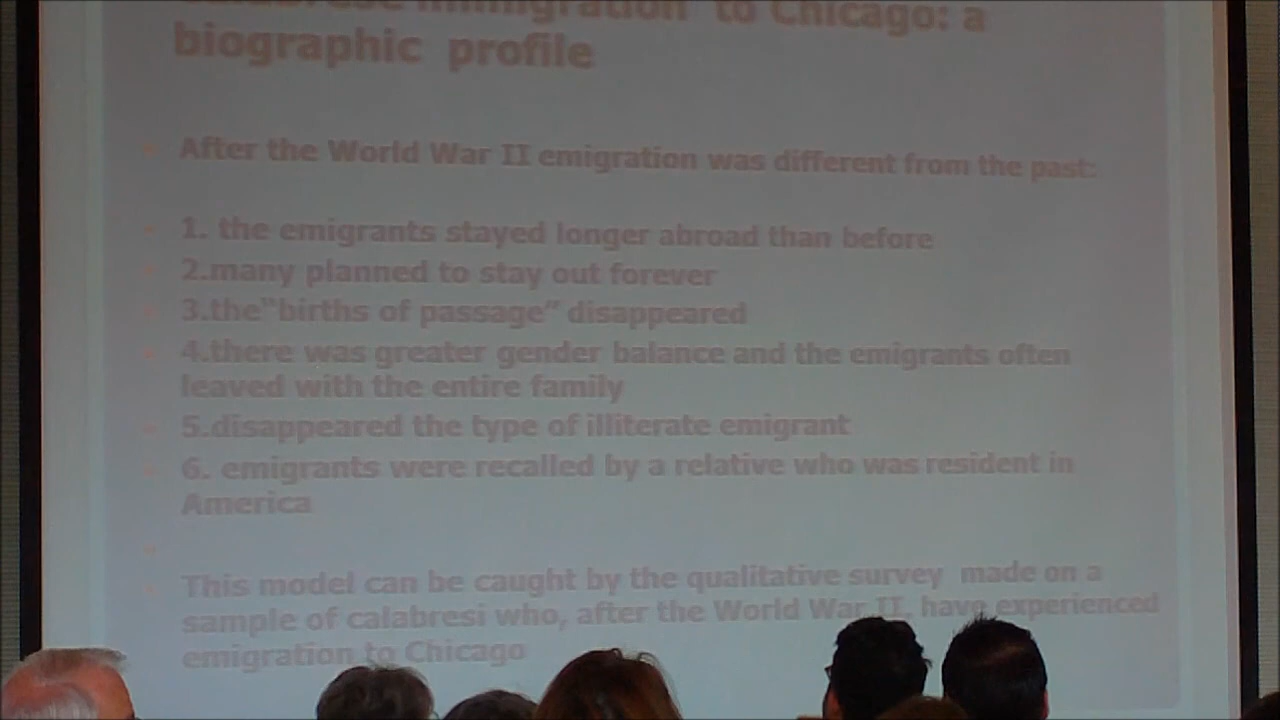 Calabrese immigration to Chicago: a
biographic profile
After the World War II emigration was different from the past:
1. the emigrants stayed longer abroad than before
2.many planned to stay out forever
3.the"births of passage" disappeared
4.there was greater gender balance and the emigrants often
leaved with the entire family
5.disappeared the type of illiterate emigrant
6. emigrants were recalled by a relative who was resident in
America
This model can be caught by the qualitative survey made on a
sample of calabresi who, after the World War II, have experienced
emigration to Chicago